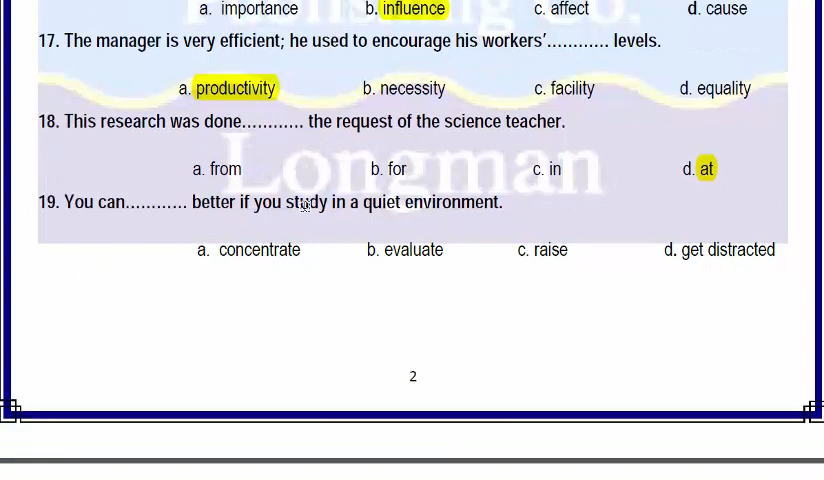 a. importance b. influence c. affect d. cause
17. The manager is very efficient; he used to encourage his workers’………… levels.
a. productivity b. necessity c. facility d. equality
18. This research was done………… the request of the science teacher.
Longman
a. from b. for c. in d. at
19. You can………… better if you study in a quiet environment.
a. concentrate b. evaluate c. raise d. get distracted
2